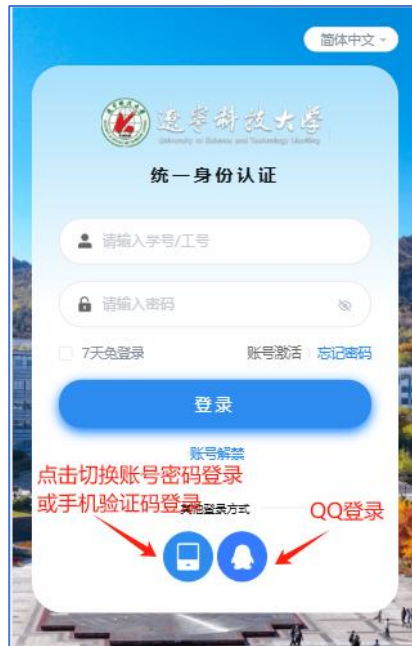 简体中文
遼寧科技大學
University of Science and Technology LiaoNing
统一身份认证
请输入学号/工号
请输入密码
7天免登录 账号激活 忘记密码
登录
账号解禁
点击切换账号密码登录
或手机验证码登录
其他登录方式
QQ登录